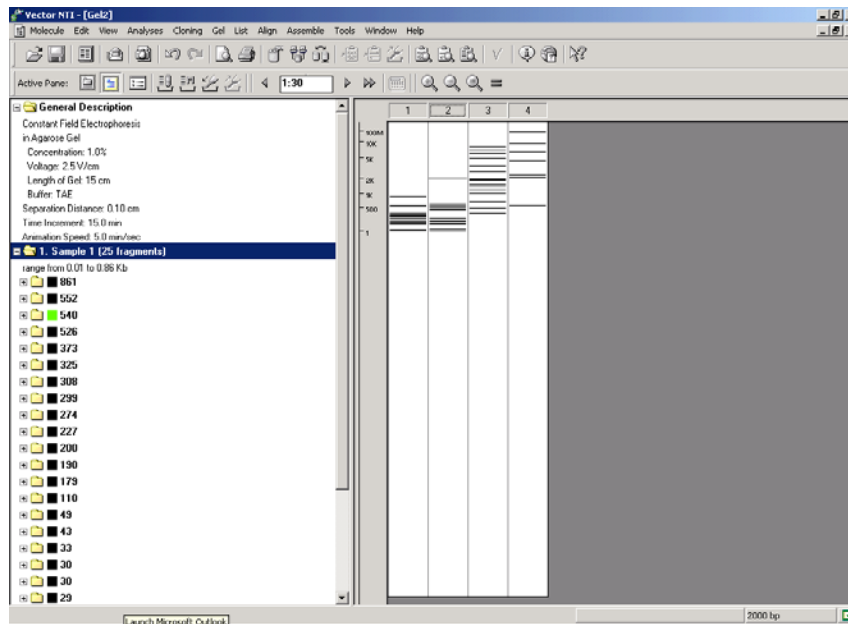 Vector NTI - [Gel2]
Molecule Edit View Analyses Cloning Gel List Align Assemble Tools Window Help
Active Pane: 1:30
General Description
Constant Field Electrophoresis
in Agarose Gel
Concentration: 1.0%
Voltage: 2.5 V/cm
Length of Gel: 15 cm
Buffer: TAE
Separation Distance: 0.10 cm
Time Increment: 15.0 min
Animation Speed: 5.0 min/sec
1. Sample 1 (25 fragments)
range from 0.01 to 0.86 Kb
861
552
540
526
373
325
308
299
274
227
200
190
179
110
49
43
33
30
30
29
1 2 3 4
100M
10K
5K
2K
1K
500
1
Launch Microsoft Outlook
2000 bp